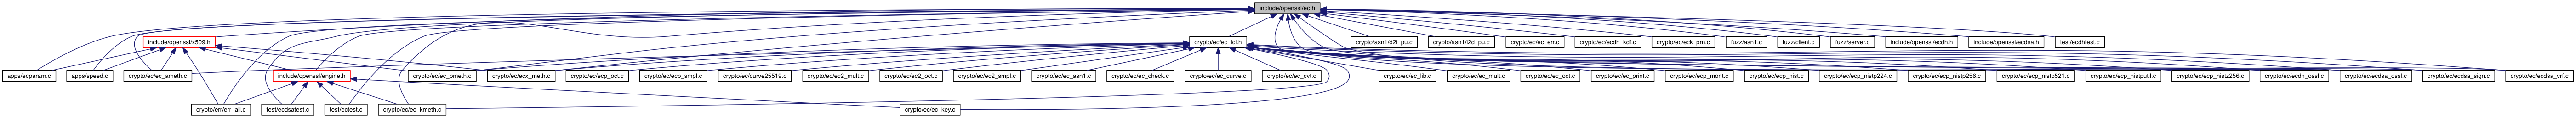 include/openssl/ec.h
include/openssl/x509.h
crypto/ec/ec_lcl.h
crypto/asn1/d2i_pu.c
crypto/asn1/i2d_pu.c
crypto/ec/ec_err.c
crypto/ec/ecdh_kdf.c
crypto/ec/eck_prn.c
fuzz/asn1.c
fuzz/client.c
fuzz/server.c
include/openssl/ecdh.h
include/openssl/ecdsa.h
test/ecdhtest.c
apps/ecparam.c
apps/speed.c
crypto/ec/ec_ameth.c
include/openssl/engine.h
crypto/ec/ec_pmeth.c
crypto/ec/ecx_meth.c
crypto/ec/ecp_oct.c
crypto/ec/ecp_smpl.c
crypto/ec/curve25519.c
crypto/ec/ec2_mult.c
crypto/ec/ec2_oct.c
crypto/ec/ec2_smpl.c
crypto/ec/ec_asn1.c
crypto/ec/ec_check.c
crypto/ec/ec_curve.c
crypto/ec/ec_cvt.c
crypto/ec/ec_lib.c
crypto/ec/ec_mult.c
crypto/ec/ec_oct.c
crypto/ec/ec_print.c
crypto/ec/ecp_mont.c
crypto/ec/ecp_nist.c
crypto/ec/ecp_nistp224.c
crypto/ec/ecp_nistp256.c
crypto/ec/ecp_nistp521.c
crypto/ec/ecp_nistputil.c
crypto/ec/ecp_nistz256.c
crypto/ec/ecdh_ossl.c
crypto/ec/ecdsa_ossl.c
crypto/ec/ecdsa_sign.c
crypto/ec/ecdsa_vrf.c
crypto/err/err_all.c
test/ecdsatest.c
test/ectest.c
crypto/ec/ec_kmeth.c
crypto/ec/ec_key.c